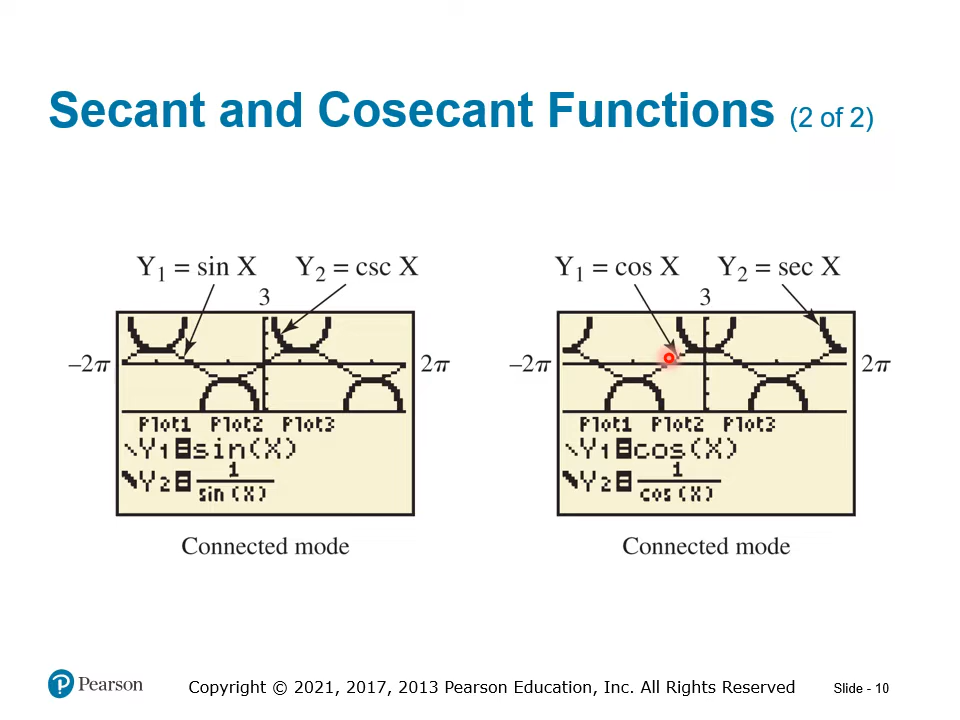 Secant and Cosecant Functions (2 of 2)
Y₁ = sin X Y₂ = csc X
3
–2π 2π
Plot1 Plot2 Plot3
\Y₁=sin(X)
\Y₂=1/sin(X)
Connected mode
Y₁ = cos X Y₂ = sec X
3
–2π 2π
Plot1 Plot2 Plot3
\Y₁=cos(X)
\Y₂=1/cos(X)
Connected mode
P Pearson
Copyright © 2021, 2017, 2013 Pearson Education, Inc. All Rights Reserved
Slide - 10